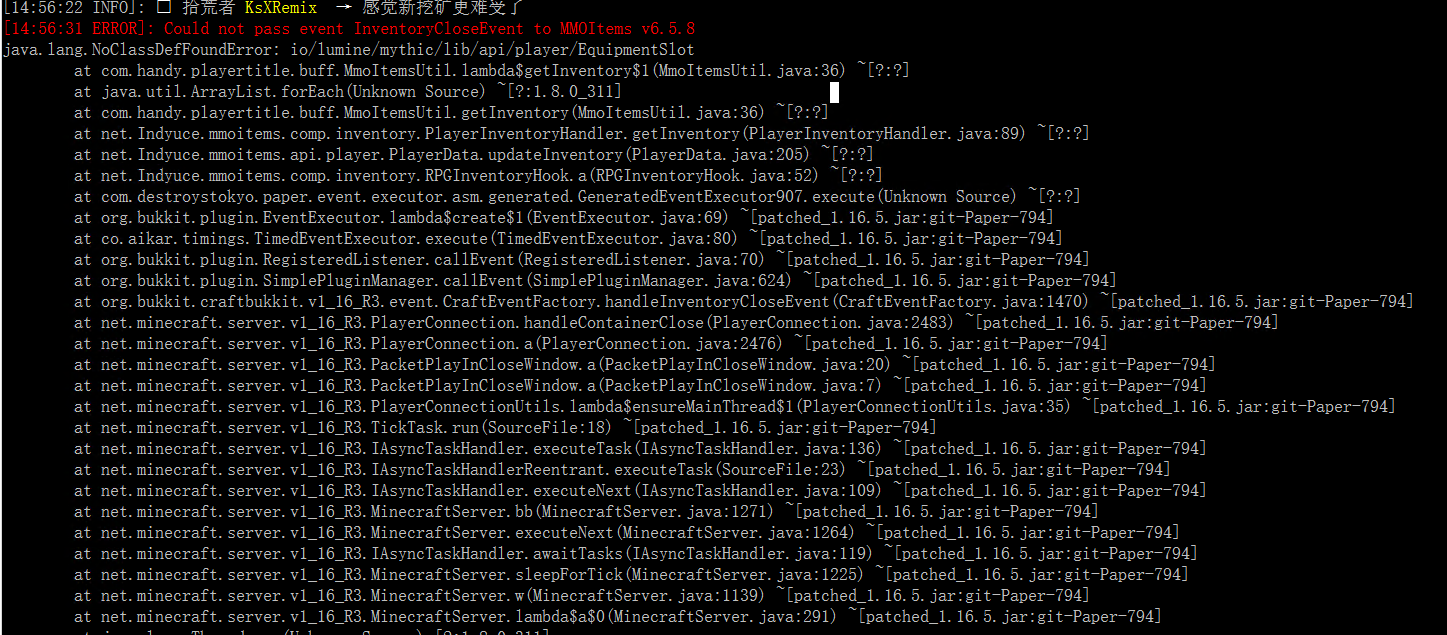 [14:56:22 INFO]: □ 拾荒者 KsXRemix → 感觉新挖矿更难受了
[14:56:31 ERROR]: Could not pass event InventoryCloseEvent to MMOItems v6.5.8
java.lang.NoClassDefFoundError: io/lumine/mythic/lib/api/player/EquipmentSlot
at com.handy.playertitle.buff.MmoItemsUtil.lambda$getInventory$1(MmoItemsUtil.java:36) ~[?:?]
at java.util.ArrayList.forEach(Unknown Source) ~[?:1.8.0_311]
at com.handy.playertitle.buff.MmoItemsUtil.getInventory(MmoItemsUtil.java:36) ~[?:?]
at net.Indyuce.mmoitems.comp.inventory.PlayerInventoryHandler.getInventory(PlayerInventoryHandler.java:89) ~[?:?]
at net.Indyuce.mmoitems.api.player.PlayerData.updateInventory(PlayerData.java:205) ~[?:?]
at net.Indyuce.mmoitems.comp.inventory.RPGInventoryHook.a(RPGInventoryHook.java:52) ~[?:?]
at com.destroystokyo.paper.event.executor.asm.generated.GeneratedEventExecutor907.execute(Unknown Source) ~[?:?]
at org.bukkit.plugin.EventExecutor.lambda$create$1(EventExecutor.java:69) ~[patched_1.16.5.jar:git-Paper-794]
at co.aikar.timings.TimedEventExecutor.execute(TimedEventExecutor.java:80) ~[patched_1.16.5.jar:git-Paper-794]
at org.bukkit.plugin.RegisteredListener.callEvent(RegisteredListener.java:70) ~[patched_1.16.5.jar:git-Paper-794]
at org.bukkit.plugin.SimplePluginManager.callEvent(SimplePluginManager.java:624) ~[patched_1.16.5.jar:git-Paper-794]
at org.bukkit.craftbukkit.v1_16_R3.event.CraftEventFactory.handleInventoryCloseEvent(CraftEventFactory.java:1470) ~[patched_1.16.5.jar:git-Paper-794]
at net.minecraft.server.v1_16_R3.PlayerConnection.handleContainerClose(PlayerConnection.java:2483) ~[patched_1.16.5.jar:git-Paper-794]
at net.minecraft.server.v1_16_R3.PlayerConnection.a(PlayerConnection.java:2476) ~[patched_1.16.5.jar:git-Paper-794]
at net.minecraft.server.v1_16_R3.PacketPlayInCloseWindow.a(PacketPlayInCloseWindow.java:20) ~[patched_1.16.5.jar:git-Paper-794]
at net.minecraft.server.v1_16_R3.PacketPlayInCloseWindow.a(PacketPlayInCloseWindow.java:7) ~[patched_1.16.5.jar:git-Paper-794]
at net.minecraft.server.v1_16_R3.PlayerConnectionUtils.lambda$ensureMainThread$1(PlayerConnectionUtils.java:35) ~[patched_1.16.5.jar:git-Paper-794]
at net.minecraft.server.v1_16_R3.TickTask.run(SourceFile:18) ~[patched_1.16.5.jar:git-Paper-794]
at net.minecraft.server.v1_16_R3.IAsyncTaskHandler.executeTask(IAsyncTaskHandler.java:136) ~[patched_1.16.5.jar:git-Paper-794]
at net.minecraft.server.v1_16_R3.IAsyncTaskHandlerReentrant.executeTask(SourceFile:23) ~[patched_1.16.5.jar:git-Paper-794]
at net.minecraft.server.v1_16_R3.IAsyncTaskHandler.executeNext(IAsyncTaskHandler.java:109) ~[patched_1.16.5.jar:git-Paper-794]
at net.minecraft.server.v1_16_R3.MinecraftServer.bb(MinecraftServer.java:1271) ~[patched_1.16.5.jar:git-Paper-794]
at net.minecraft.server.v1_16_R3.MinecraftServer.executeNext(MinecraftServer.java:1264) ~[patched_1.16.5.jar:git-Paper-794]
at net.minecraft.server.v1_16_R3.IAsyncTaskHandler.awaitTasks(IAsyncTaskHandler.java:119) ~[patched_1.16.5.jar:git-Paper-794]
at net.minecraft.server.v1_16_R3.MinecraftServer.sleepForTick(MinecraftServer.java:1225) ~[patched_1.16.5.jar:git-Paper-794]
at net.minecraft.server.v1_16_R3.MinecraftServer.w(MinecraftServer.java:1139) ~[patched_1.16.5.jar:git-Paper-794]
at net.minecraft.server.v1_16_R3.MinecraftServer.lambda$a$0(MinecraftServer.java:291) ~[patched_1.16.5.jar:git-Paper-794]